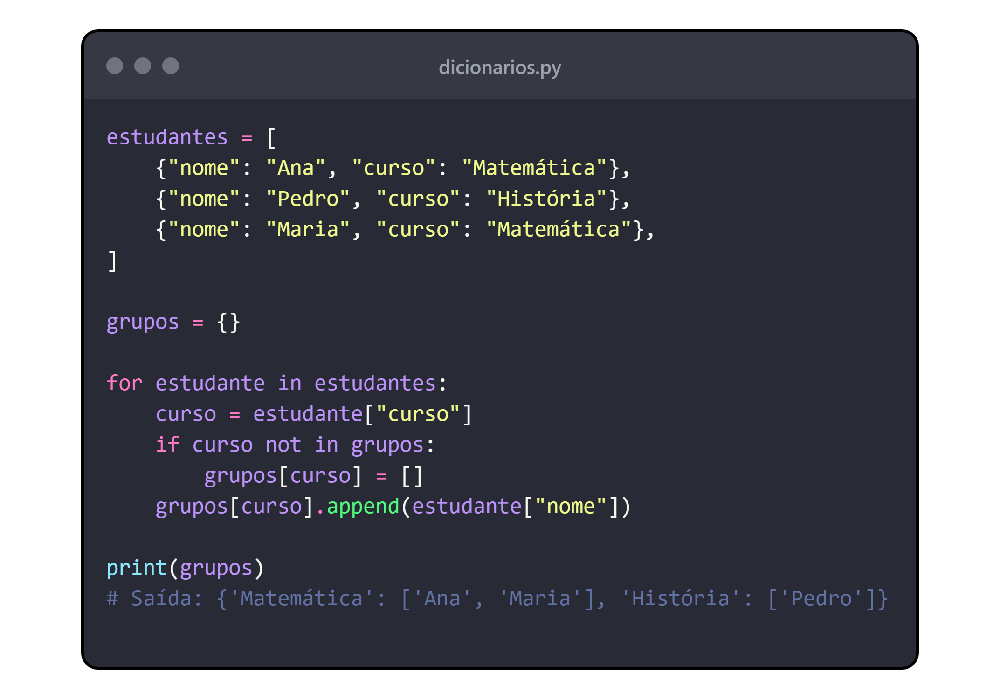 dicionarios.py
estudantes = [
    {"nome": "Ana", "curso": "Matemática"},
    {"nome": "Pedro", "curso": "História"},
    {"nome": "Maria", "curso": "Matemática"},
]
grupos = {}
for estudante in estudantes:
    curso = estudante["curso"]
    if curso not in grupos:
        grupos[curso] = []
    grupos[curso].append(estudante["nome"])
print(grupos)
# Saída: {'Matemática': ['Ana', 'Maria'], 'História': ['Pedro']}